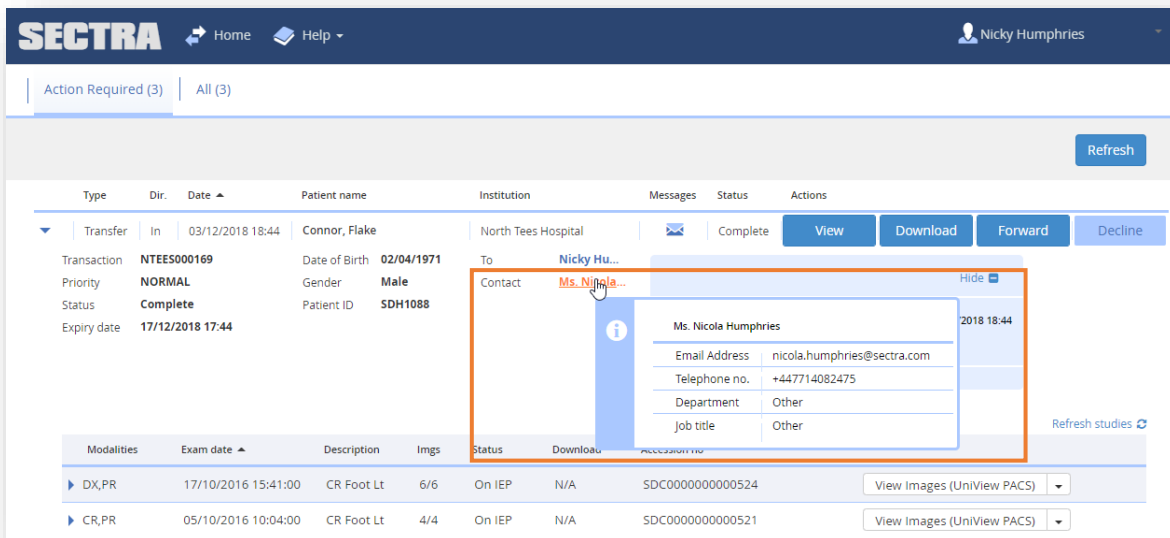 SECTRA Home Help Nicky Humphries
Action Required (3) All (3)
Refresh
Type Dir. Date Patient name Institution Messages Status Actions
Transfer In 03/12/2018 18:44 Connor, Flake North Tees Hospital Complete View Download Forward Decline
Transaction NTEES000169 Date of Birth 02/04/1971 To Nicky Hu...
Priority NORMAL Gender Male Contact Ms. Nicola... Hide
Status Complete Patient ID SDH1088
Expiry date 17/12/2018 17:44
Ms. Nicola Humphries /2018 18:44
Email Address nicola.humphries@sectra.com
Telephone no. +447714082475
Department Other
Job title Other
Refresh studies
Modalities Exam date Description Imgs Status Download Accession no
DX,PR 17/10/2016 15:41:00 CR Foot Lt 6/6 On IEP N/A SDC0000000000524 View Images (UniView PACS)
CR,PR 05/10/2016 10:04:00 CR Foot Lt 4/4 On IEP N/A SDC0000000000521 View Images (UniView PACS)